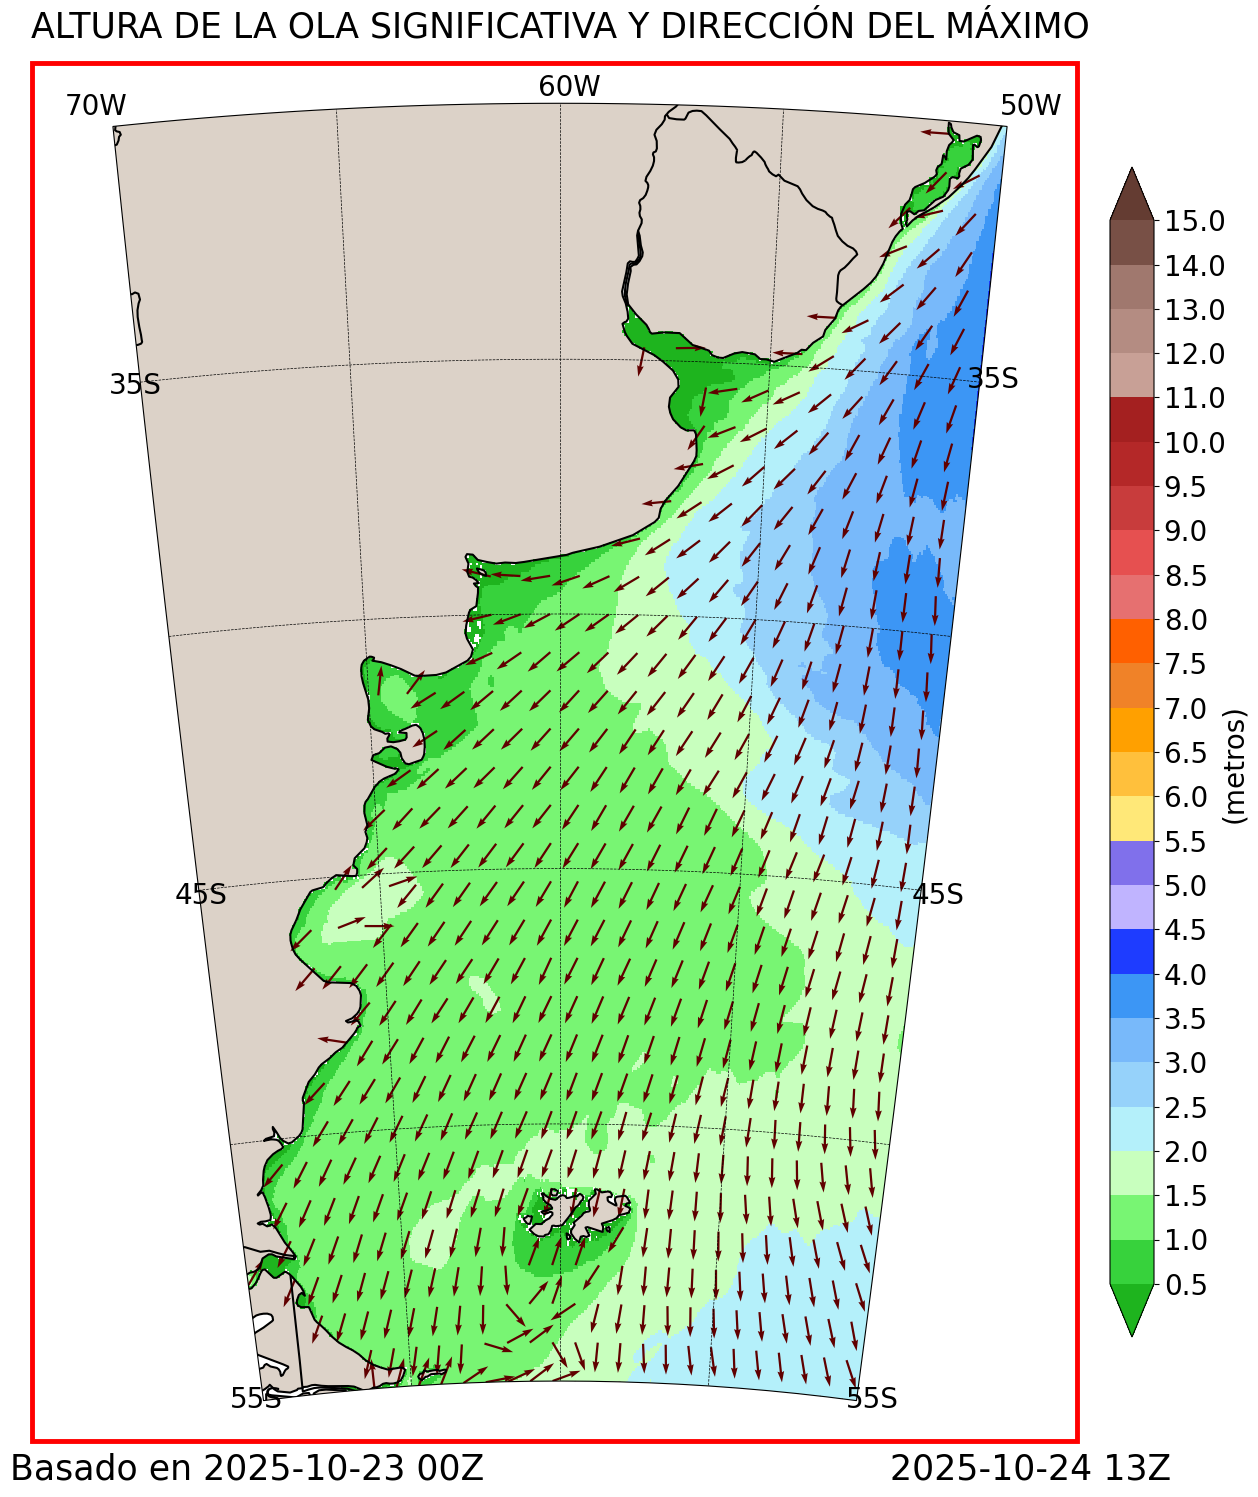 ALTURA DE LA OLA SIGNIFICATIVA Y DIRECCIÓN DEL MÁXIMO
70W
60W
50W
35S
35S
45S
45S
55S
55S
15.0
14.0
13.0
12.0
11.0
10.0
9.5
9.0
8.5
8.0
7.5
7.0
6.5
6.0
5.5
5.0
4.5
4.0
3.5
3.0
2.5
2.0
1.5
1.0
0.5
(metros)
Basado en 2025-10-23 00Z
2025-10-24 13Z